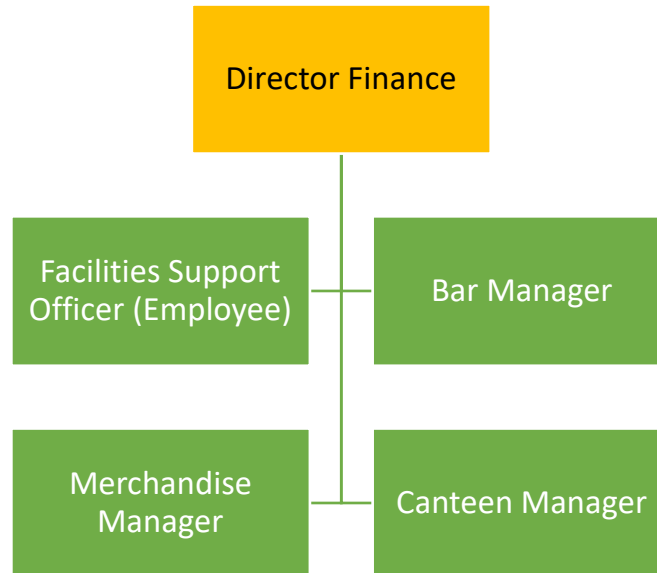 Director Finance
Facilities Support
Officer (Employee)
Bar Manager
Merchandise
Manager
Canteen Manager